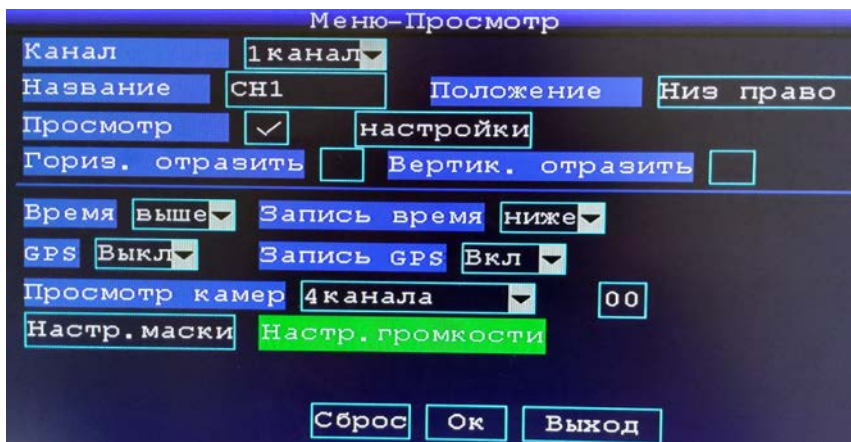 Меню-Просмотр
Канал 1канал
Название СН1 Положение Низ право
Просмотр настройки
Гориз. отразить Вертик. отразить
Время выше Запись время ниже
GPS Выкл Запись GPS Вкл
Просмотр камер 4канала 00
Настр.маски Настр.громкости
Сброс Ок Выход